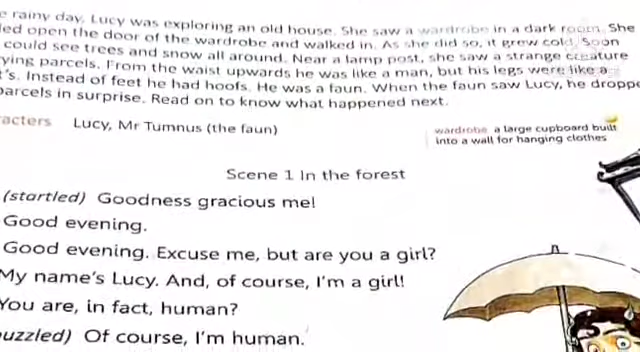 rainy day, Lucy was exploring an old house. She saw a wardrobe in a dark room. She
open the door of the wardrobe and walked in. As she did so, it grew cold. Soon
could see trees and snow all around. Near a lamp post, she saw a strange creature
parcels. From the waist upwards he was like a man, but his legs were like a
Instead of feet he had hoofs. He was a faun. When the faun saw Lucy, he
parcels in surprise. Read on to know what happened next.
Lucy, Mr Tumnus (the faun)
wardrobe a large cupboard built
into a wall for hanging clothes
Scene 1 In the forest
(startled) Goodness gracious me!
Good evening.
Good evening. Excuse me, but are you a girl?
My name's Lucy. And, of course, I'm a girl!
You are, in fact, human?
Of course, I'm human.